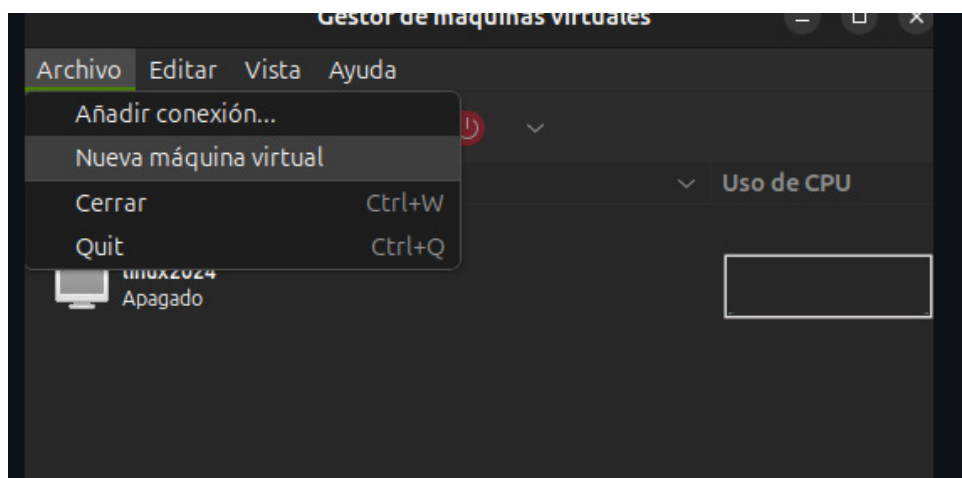 Gestor de máquinas virtuales
Archivo Editar Vista Ayuda
Añadir conexión...
Nueva máquina virtual
Cerrar Ctrl+W
Quit Ctrl+Q
Uso de CPU
linux2024
Apagado